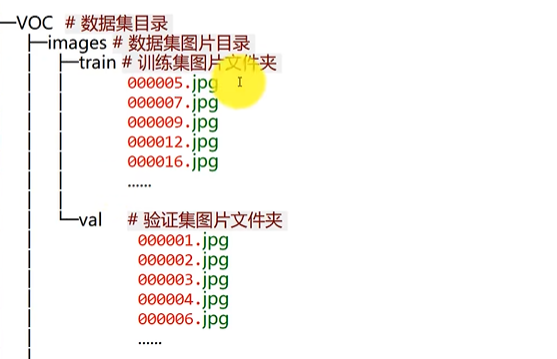 VOC # 数据集目录
images # 数据集图片目录
train # 训练集图片文件夹
000005.jpg
000007.jpg
000009.jpg
000012.jpg
000016.jpg
......
val # 验证集图片文件夹
000001.jpg
000002.jpg
000003.jpg
000004.jpg
000006.jpg
......